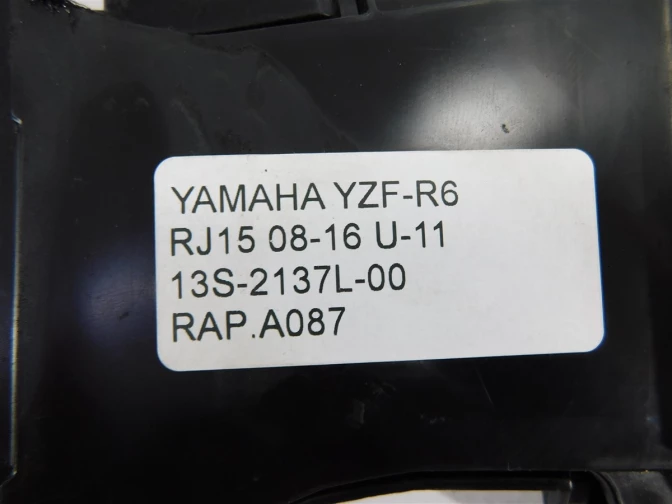 YAMAHA YZF-R6
RJ15 08-16 U-11
13S-2137L-00
RAP.A087